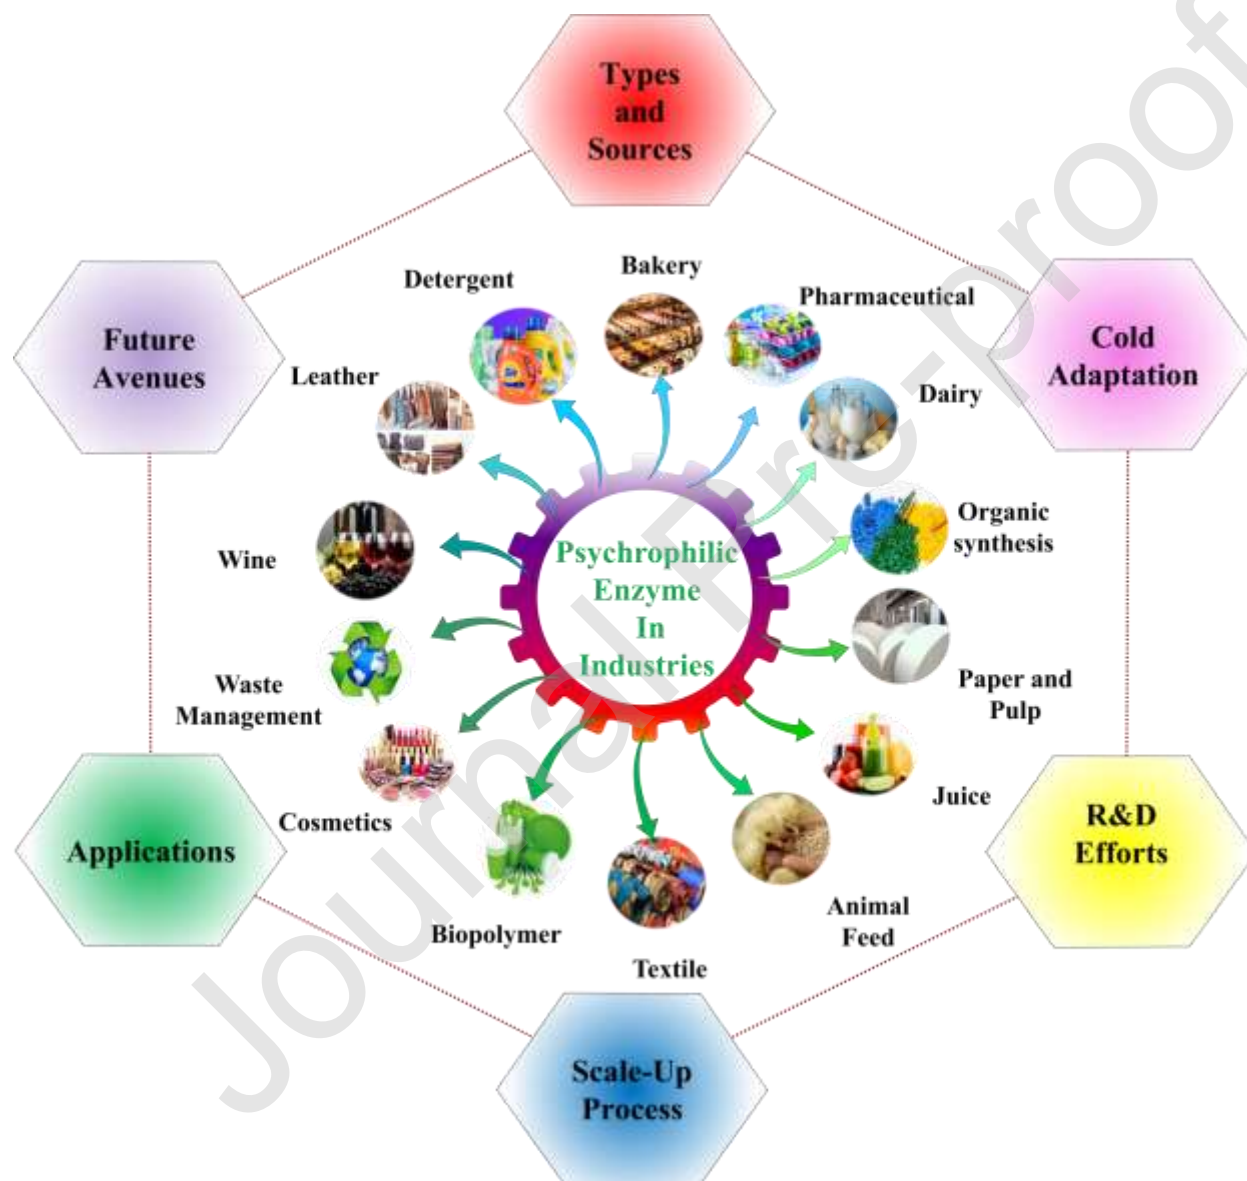 Types
and
Sources
Future
Avenues
Cold
Adaptation
Detergent
Bakery
Pharmaceutical
Leather
Dairy
Wine
Organic
synthesis
Psychrophilic
Enzyme
In
Industries
Waste
Management
Paper and
Pulp
Cosmetics
Juice
Biopolymer
Textile
Animal
Feed
Applications
R&D
Efforts
Scale-Up
Process
Journal Pre-proof